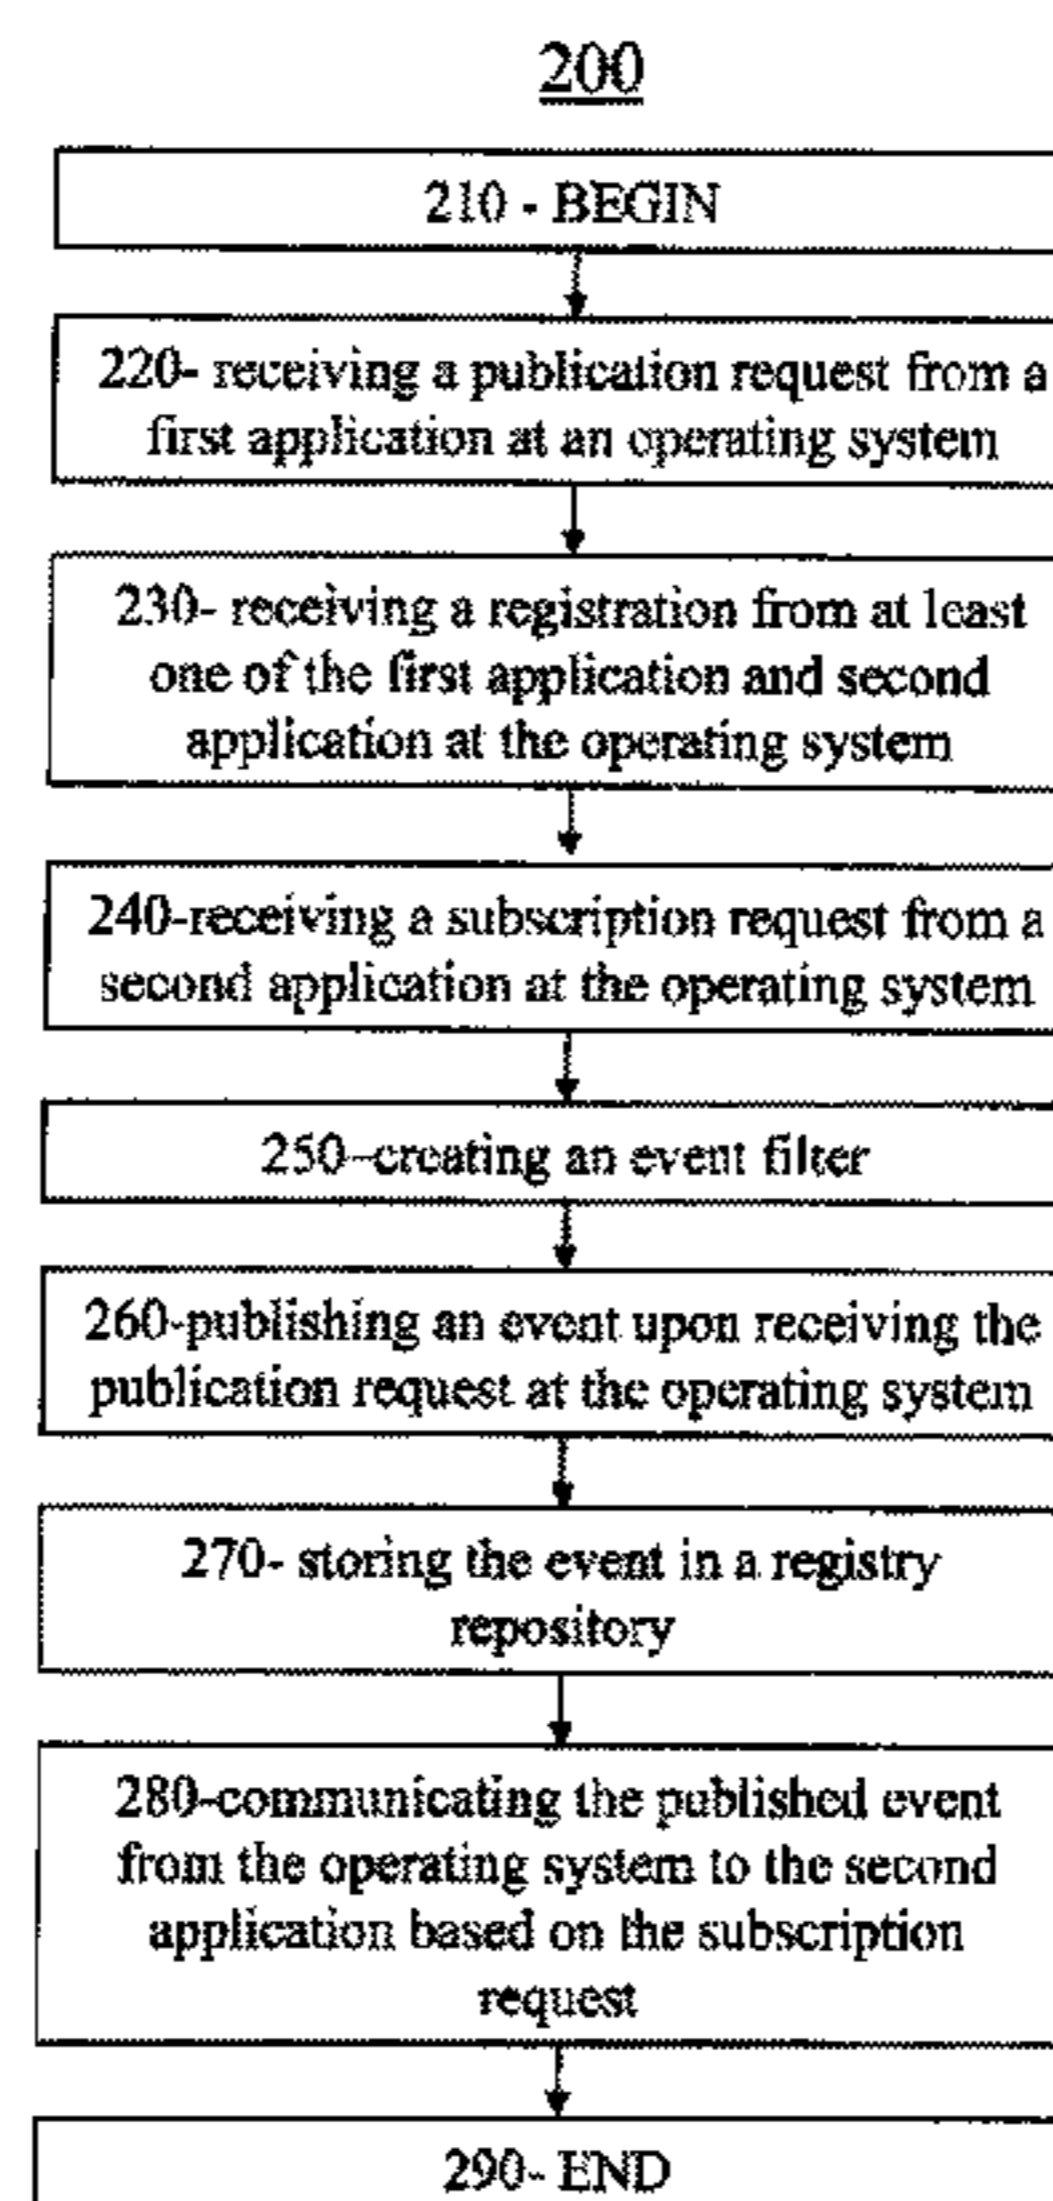 200
210 - BEGIN
220- receiving a publication request from a
first application at an operating system
230- receiving a registration from at least
one of the first application and second
application at the operating system
240-receiving a subscription request from a
second application at the operating system
250-creating an event filter
260-publishing an event upon receiving the
publication request at the operating system
270- storing the event in a registry
repository
280-communicating the published event
from the operating system to the second
application based on the subscription
request
290- END